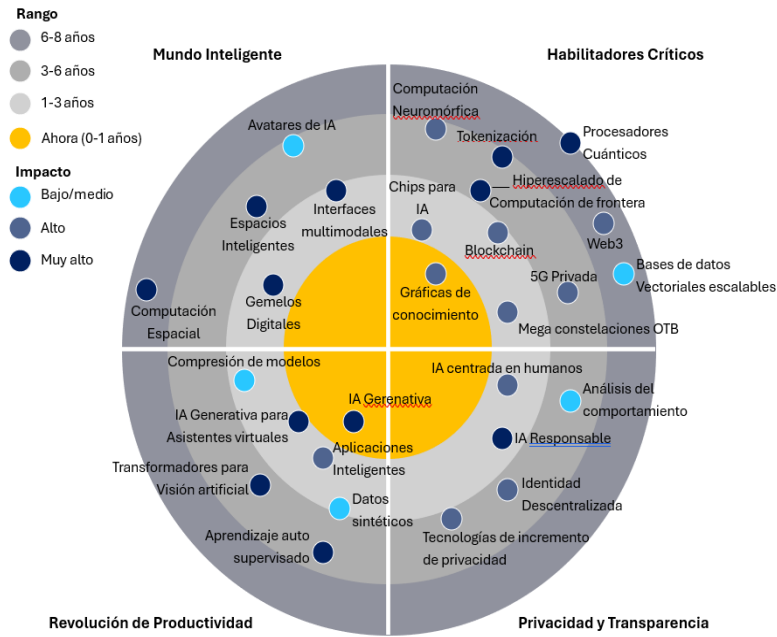 Rango
6-8 años
3-6 años
1-3 años
Ahora (0-1 años)
Impacto
Bajo/medio
Alto
Muy alto
Mundo Inteligente
Avatares de IA
Interfaces
multimodales
Espacios
Inteligentes
Gemelos
Digitales
Computación
Espacial
Habilitadores Críticos
Computación
Neuromórfica
Tokenización
Procesadores
Cuánticos
Chips para
IA
Hiperescalado de
Computación de frontera
Blockchain
Web3
Bases de datos
Vectoriales escalables
5G Privada
Gráficas de
conocimiento
Mega constelaciones OTB
Compresión de modelos
IA Generativa para
Asistentes virtuales
IA Gerenativa
Aplicaciones
Inteligentes
Transformadores para
Visión artificial
Datos
sintéticos
Aprendizaje auto
supervisado
Revolución de Productividad
IA centrada en humanos
Análisis del
comportamiento
IA Responsable
Identidad
Descentralizada
Tecnologías de incremento
de privacidad
Privacidad y Transparencia